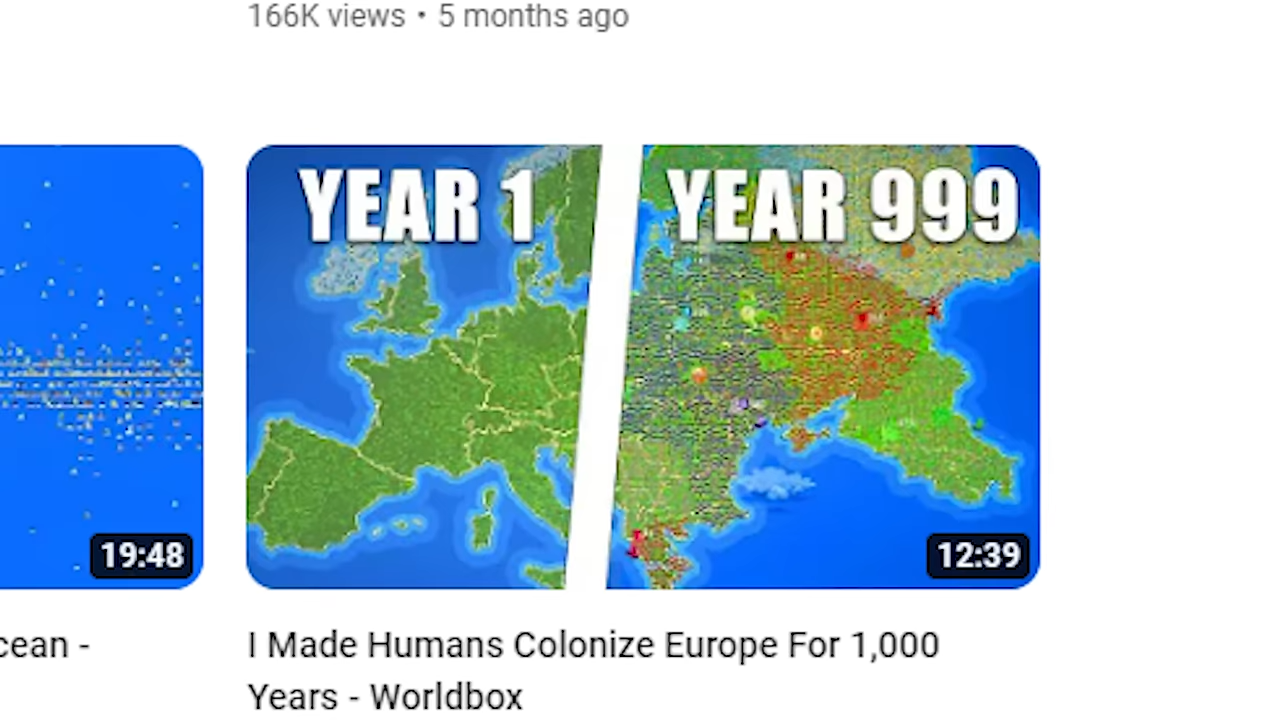 166K views • 5 months ago
YEAR 1 YEAR 999
19:48
12:39
cean -
I Made Humans Colonize Europe For 1,000
Years - Worldbox